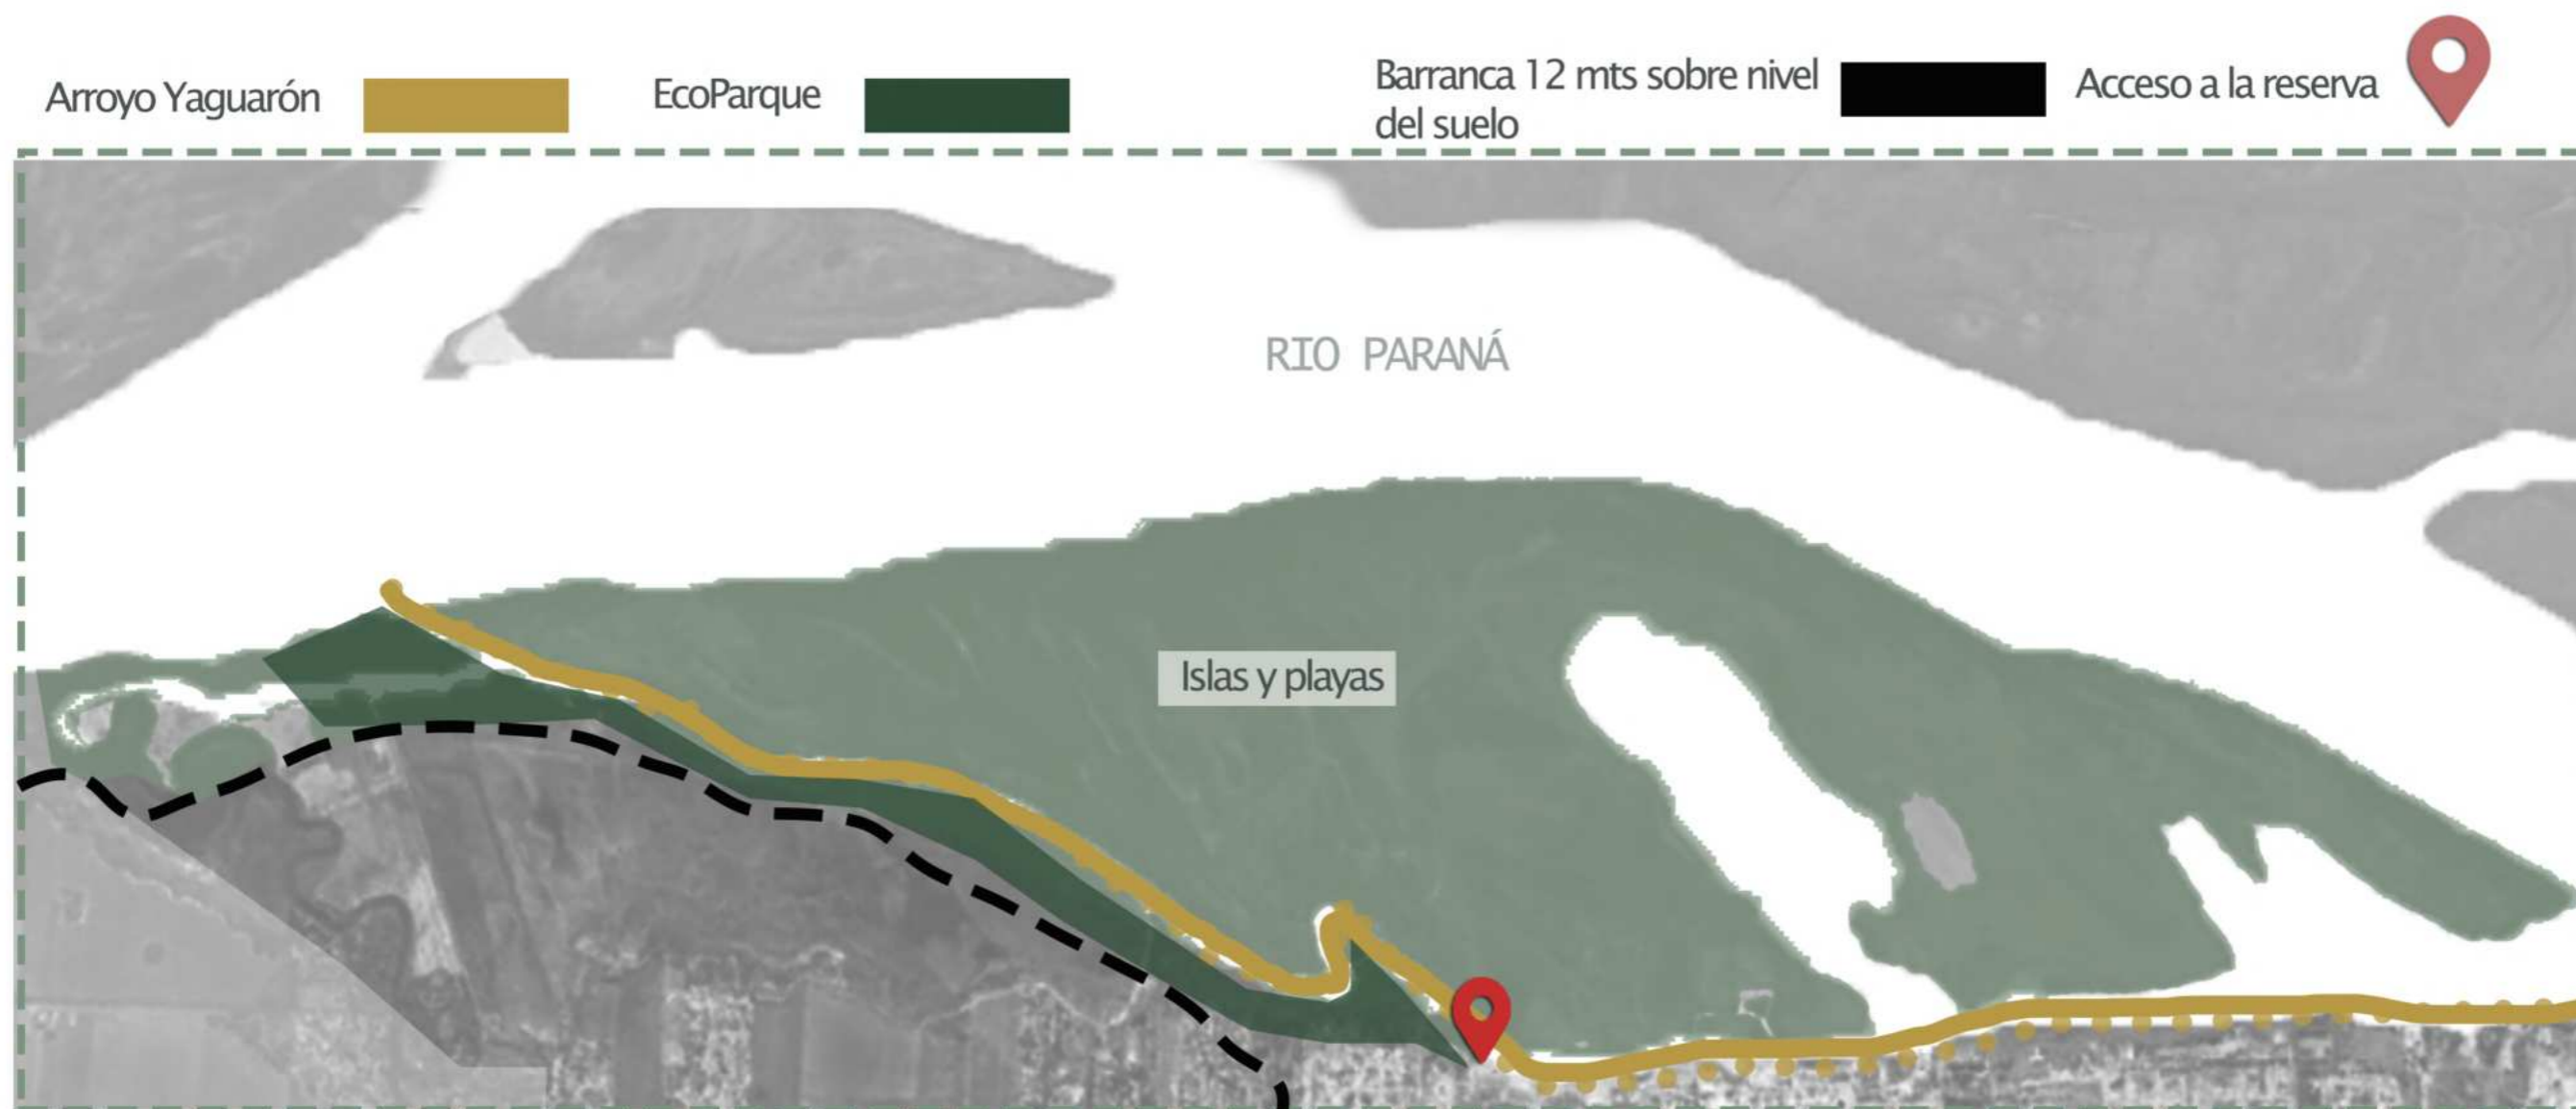 Arroyo Yaguarón
EcoParque
Barranca 12 mts sobre nivel
del suelo
Acceso a la reserva
RIO PARANÁ
Islas y playas